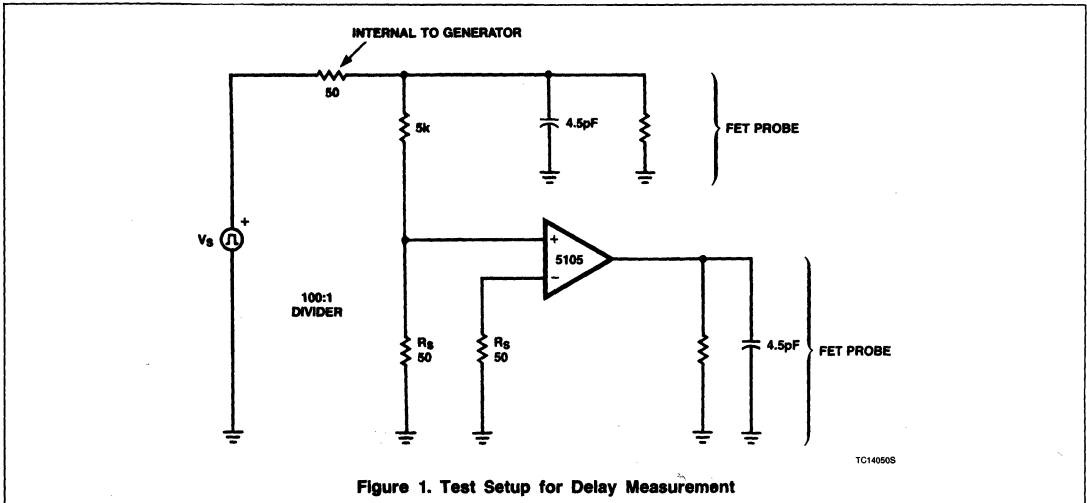 INTERNAL TO GENERATOR
50
5k
4.5pF
FET PROBE
VS
+
100:1
DIVIDER
+
5105
−
RS
50
RS
50
4.5pF
FET PROBE
TC14050S
Figure 1. Test Setup for Delay Measurement